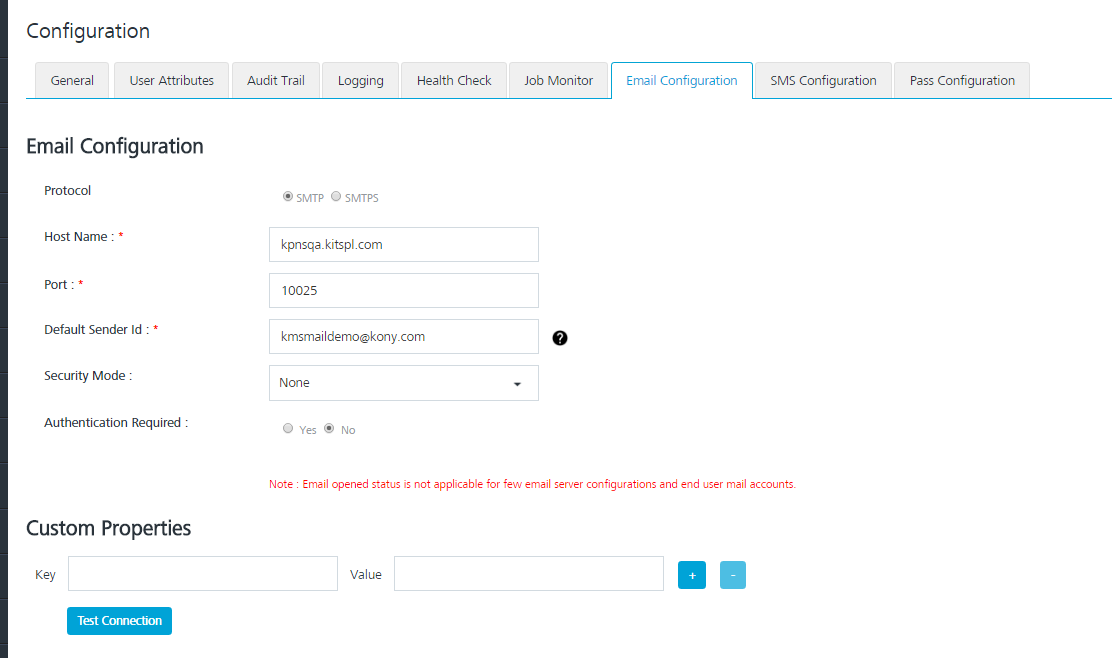 Configuration
General User Attributes Audit Trail Logging Health Check Job Monitor Email Configuration SMS Configuration Pass Configuration
Email Configuration
Protocol SMTP SMTPS
Host Name : * kpnsqa.kitspl.com
Port : * 10025
Default Sender Id : * kmsmaildemo@kony.com ?
Security Mode : None
Authentication Required : Yes No
Note : Email opened status is not applicable for few email server configurations and end user mail accounts.
Custom Properties
Key Value + -
Test Connection